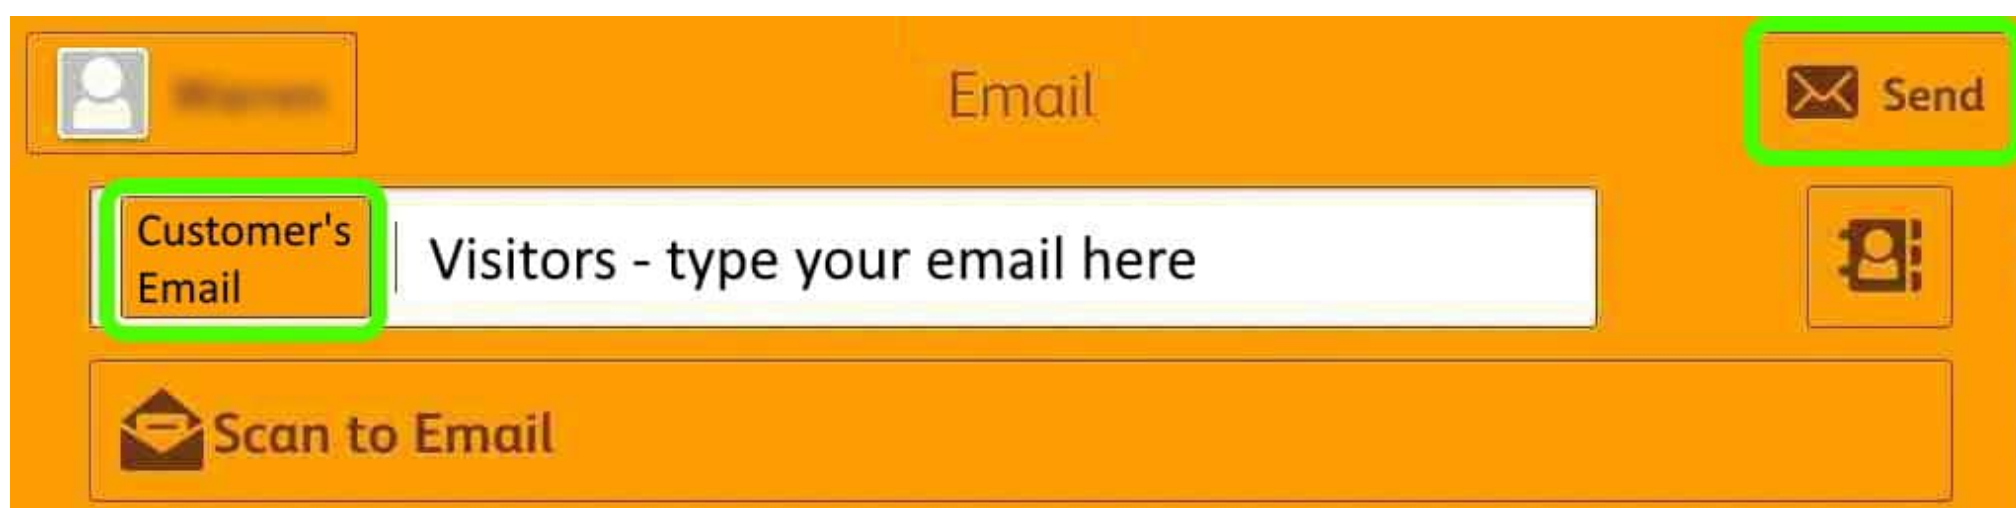 Email
Send
Customer's
Email
Visitors - type your email here
Scan to Email